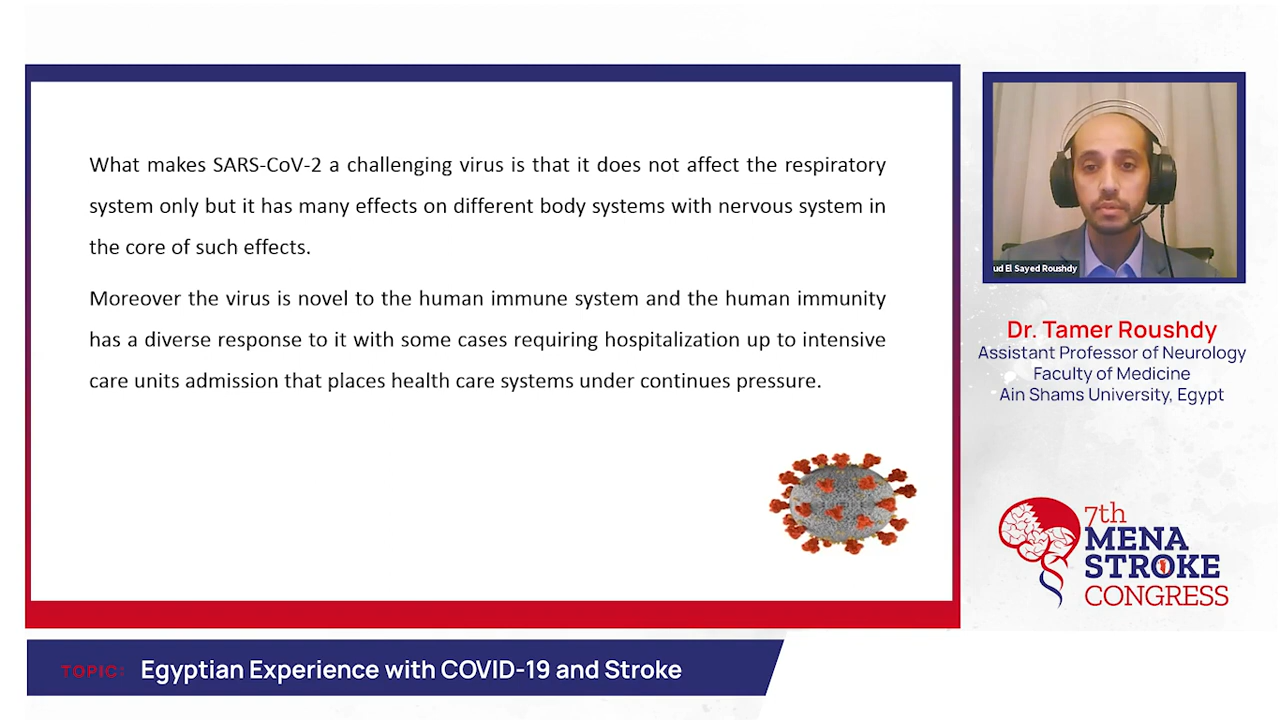 What makes SARS-CoV-2 a challenging virus is that it does not affect the respiratory
system only but it has many effects on different body systems with nervous system in
the core of such effects.
Moreover the virus is novel to the human immune system and the human immunity
has a diverse response to it with some cases requiring hospitalization up to intensive
care units admission that places health care systems under continues pressure.
ud El Sayed Roushdy
Dr. Tamer Roushdy
Assistant Professor of Neurology
Faculty of Medicine
Ain Shams University, Egypt
7th
MENA
STROKE
CONGRESS
TOPIC: Egyptian Experience with COVID-19 and Stroke